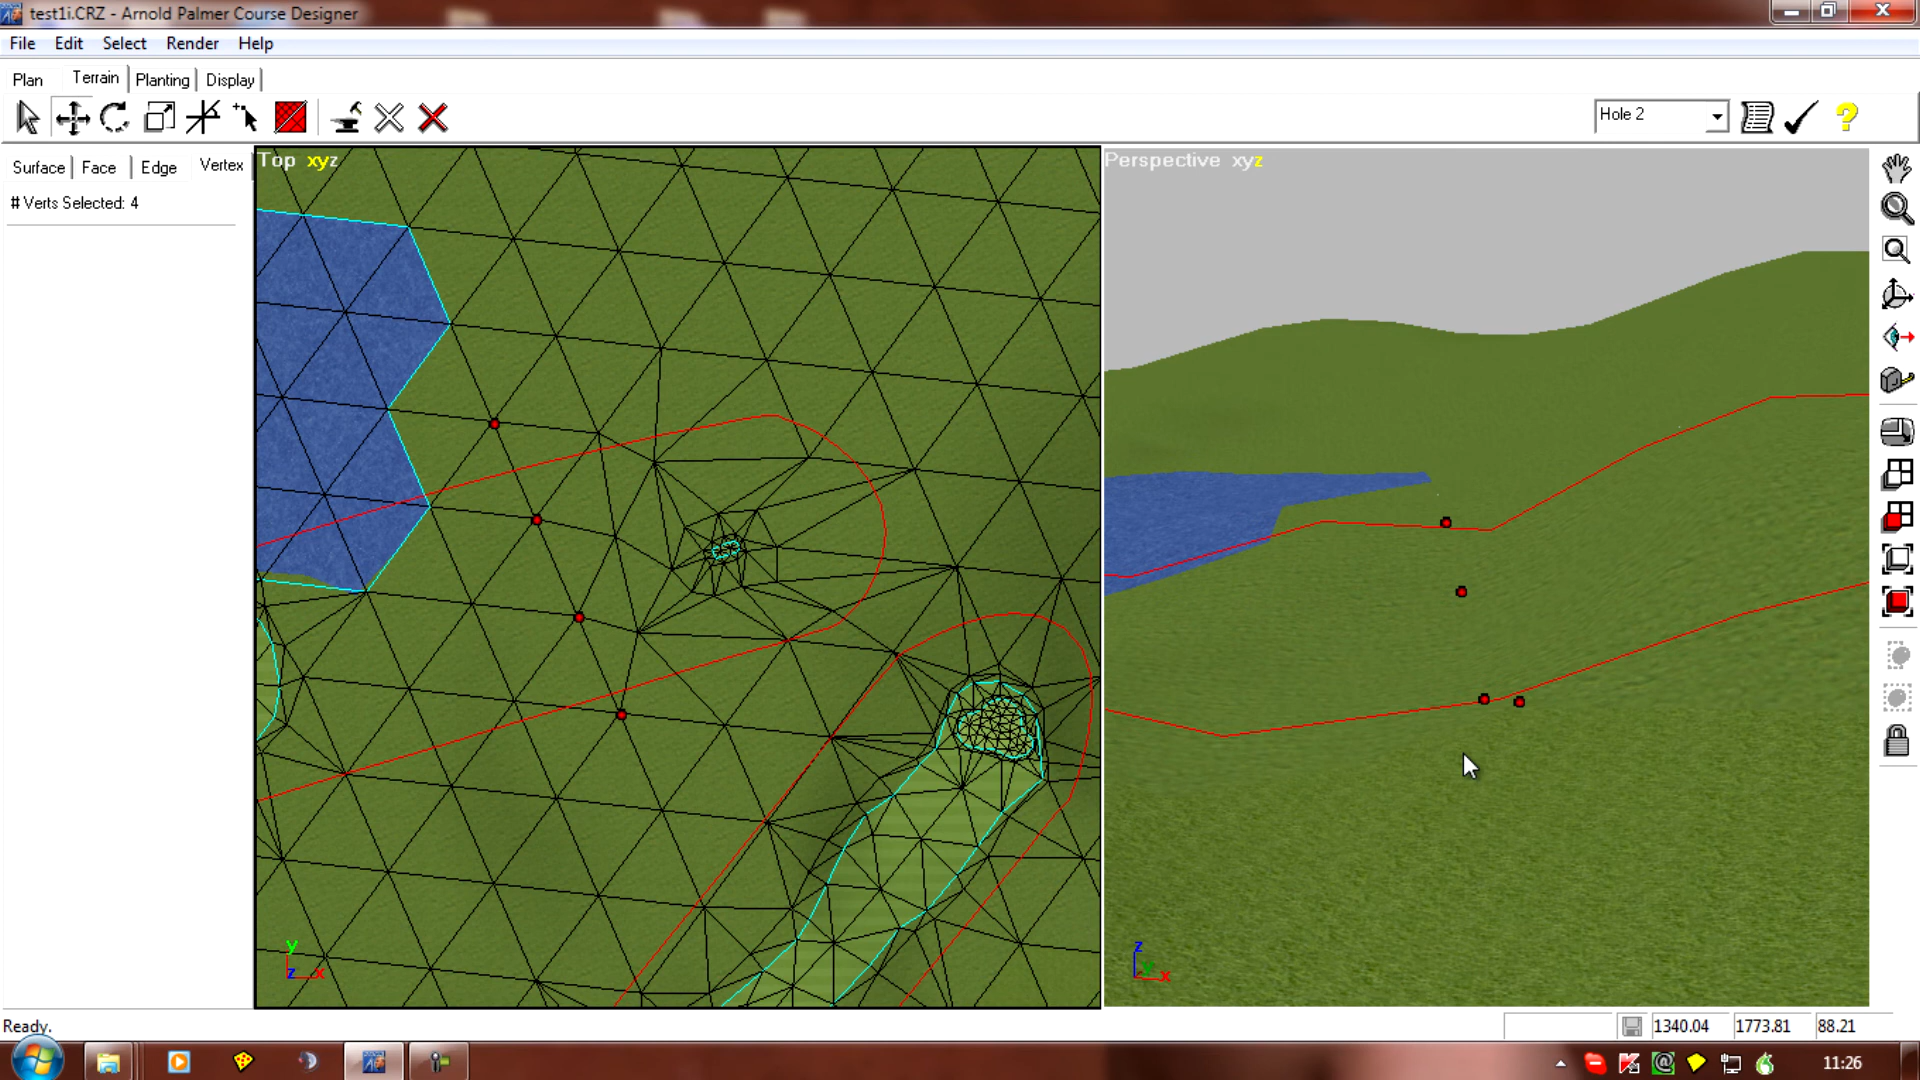 test1i.CRZ - Arnold Palmer Course Designer
File Edit Select Render Help
Plan Terrain Planting Display
Hole 2
Surface Face Edge Vertex
# Verts Selected: 4
Top xyz
Perspective xyz
y
z x
z
y x
Ready.
1340.04 1773.81 88.21
11:26